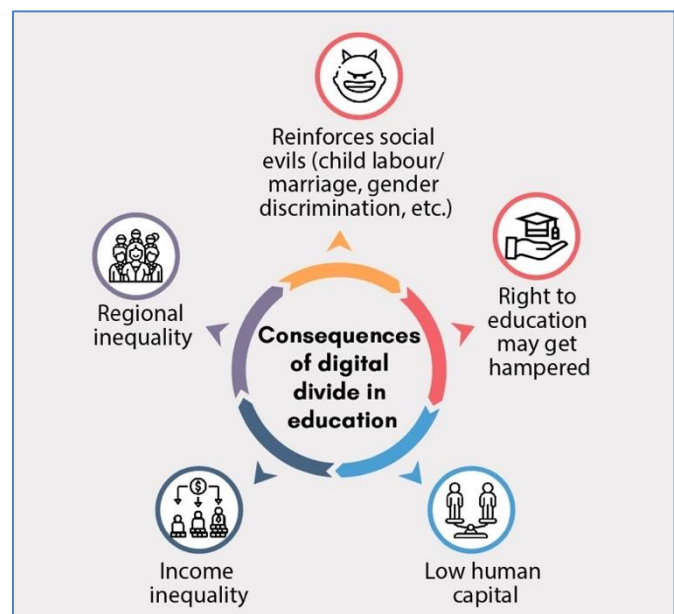 Reinforces social
evils (child labour/
marriage, gender
discrimination, etc.)
Right to
education
may get
hampered
Low human
capital
Income
inequality
Regional
inequality
Consequences
of digital
divide in
education
$